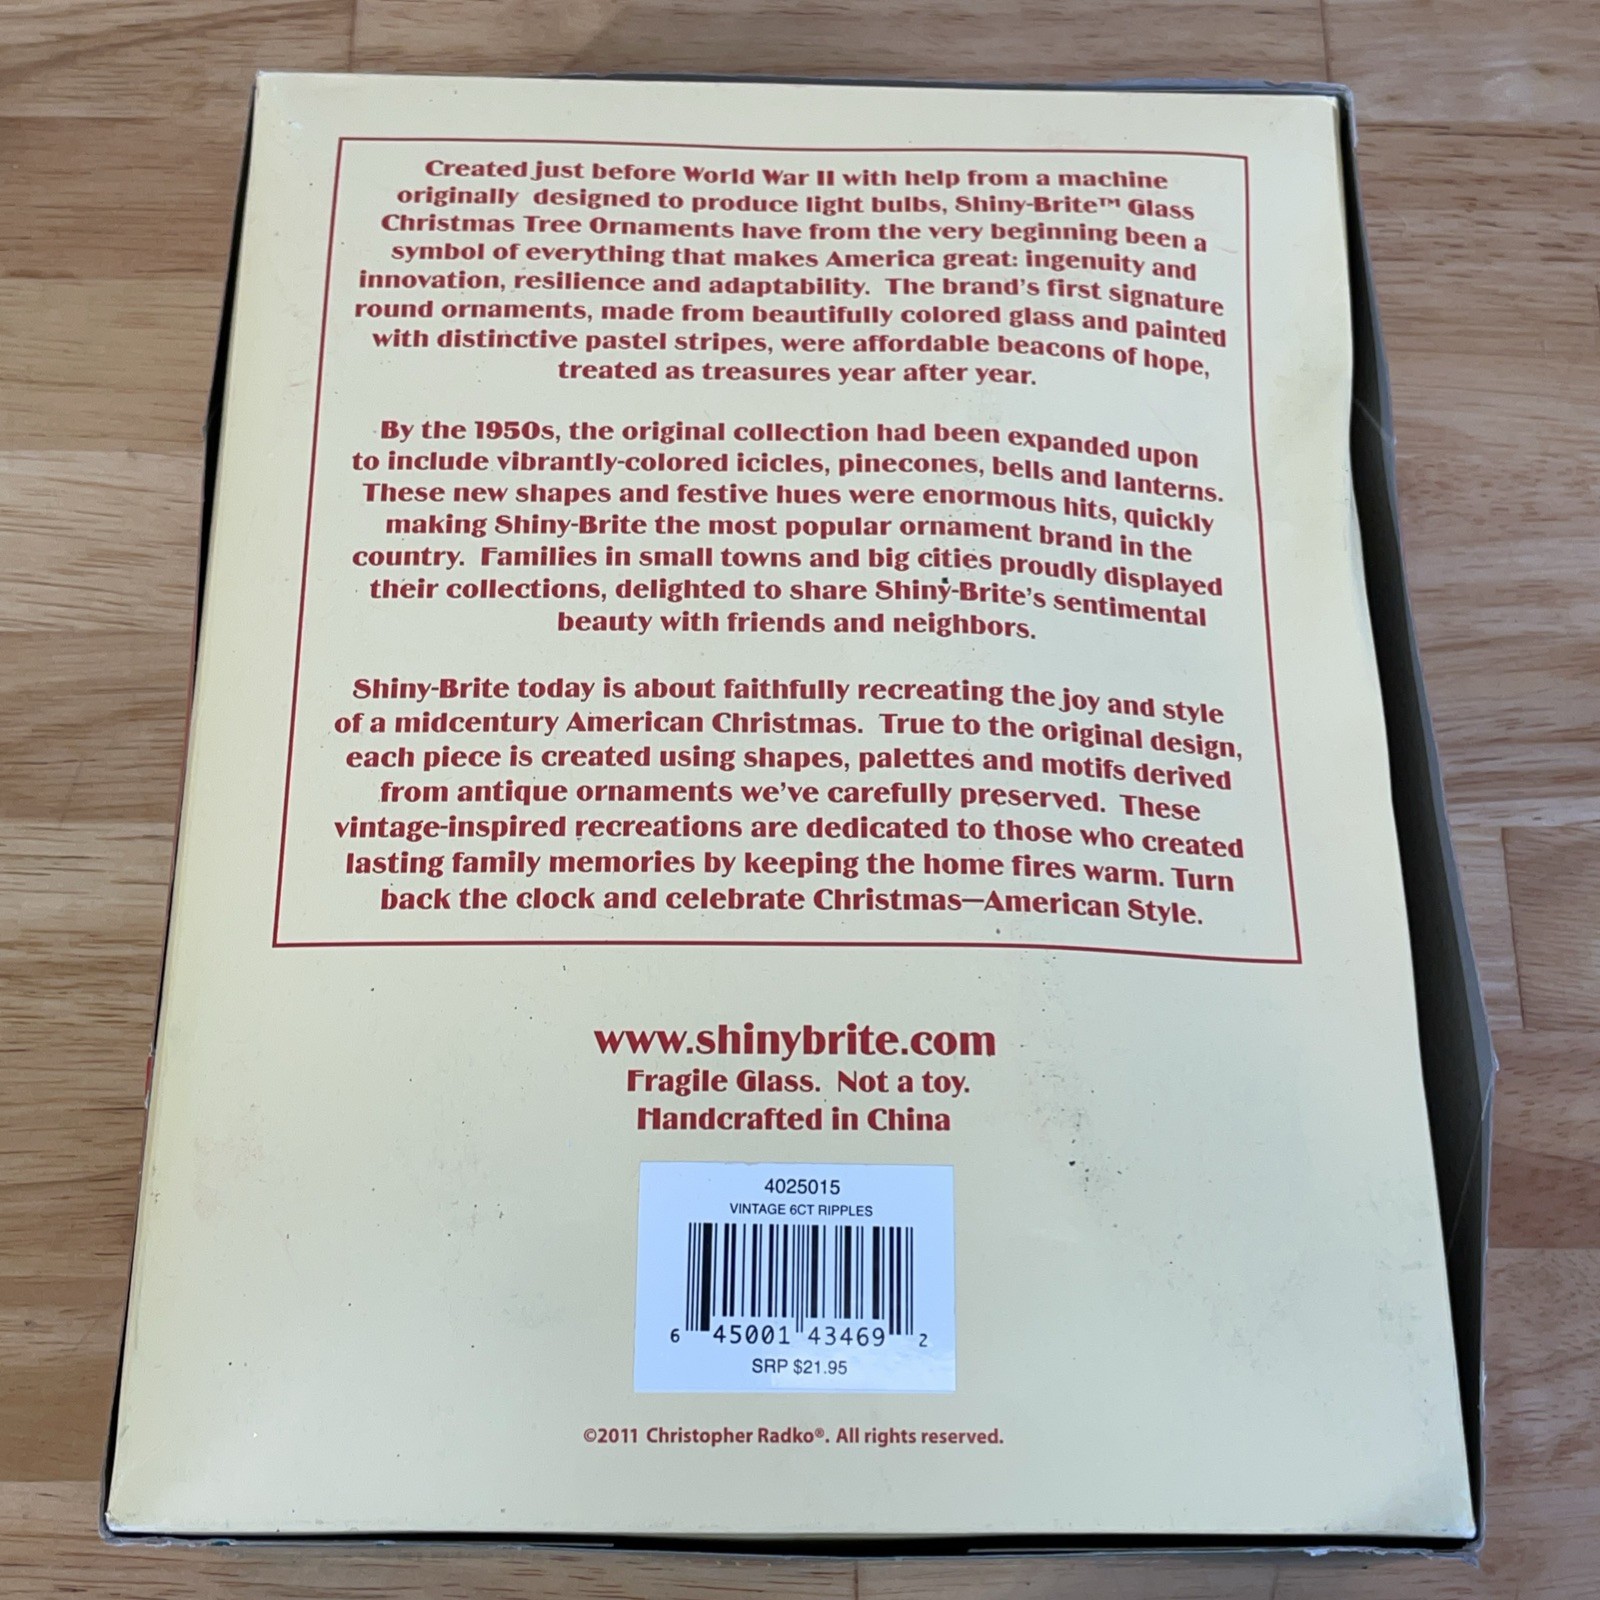 Created just before World War II with help from a machine
originally designed to produce light bulbs, Shiny-Brite™ Glass
Christmas Tree Ornaments have from the very beginning been a
symbol of everything that makes America great: ingenuity and
innovation, resilience and adaptability. The brand's first signature
round ornaments, made from beautifully colored glass and painted
with distinctive pastel stripes, were affordable beacons of hope,
treated as treasures year after year.
By the 1950s, the original collection had been expanded upon
to include vibrantly-colored icicles, pinecones, bells and lanterns.
These new shapes and festive hues were enormous hits, quickly
making Shiny-Brite the most popular ornament brand in the
country. Families in small towns and big cities proudly displayed
their collections, delighted to share Shiny-Brite's sentimental
beauty with friends and neighbors.
Shiny-Brite today is about faithfully recreating the joy and style
of a midcentury American Christmas. True to the original design,
each piece is created using shapes, palettes and motifs derived
from antique ornaments we've carefully preserved. These
vintage-inspired recreations are dedicated to those who created
lasting family memories by keeping the home fires warm. Turn
back the clock and celebrate Christmas—American Style.
www.shinybrite.com
Fragile Glass. Not a toy.
Handcrafted in China
4025015
VINTAGE 6CT RIPPLES
6 45001 43469 2
SRP $21.95
©2011 Christopher Radko®. All rights reserved.